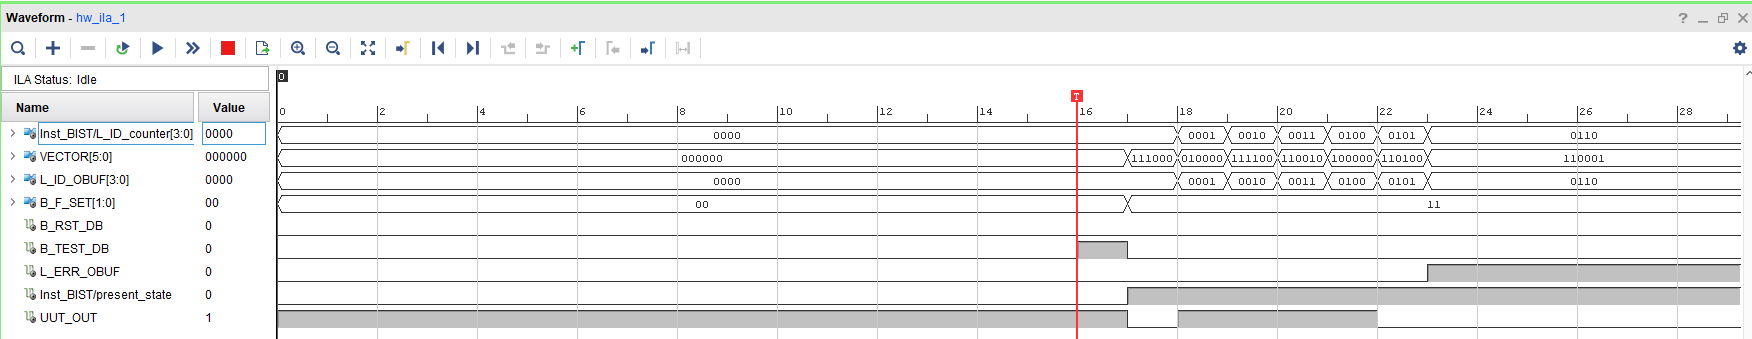 Waveform - hw_ila_1
ILA Status: Idle
Name Value
0
T
0 2 4 6 8 10 12 14 16 18 20 22 24 26 28
Inst_BIST/L_ID_counter[3:0] 0000 0000 0001 0010 0011 0100 0101 0110
VECTOR[5:0] 000000 000000 111000 010000 111100 110010 100000 110100 110001
L_ID_OBUF[3:0] 0000 0000 0001 0010 0011 0100 0101 0110
B_F_SET[1:0] 00 00 11
B_RST_DB 0
B_TEST_DB 0
L_ERR_OBUF 0
Inst_BIST/present_state 0
UUT_OUT 1